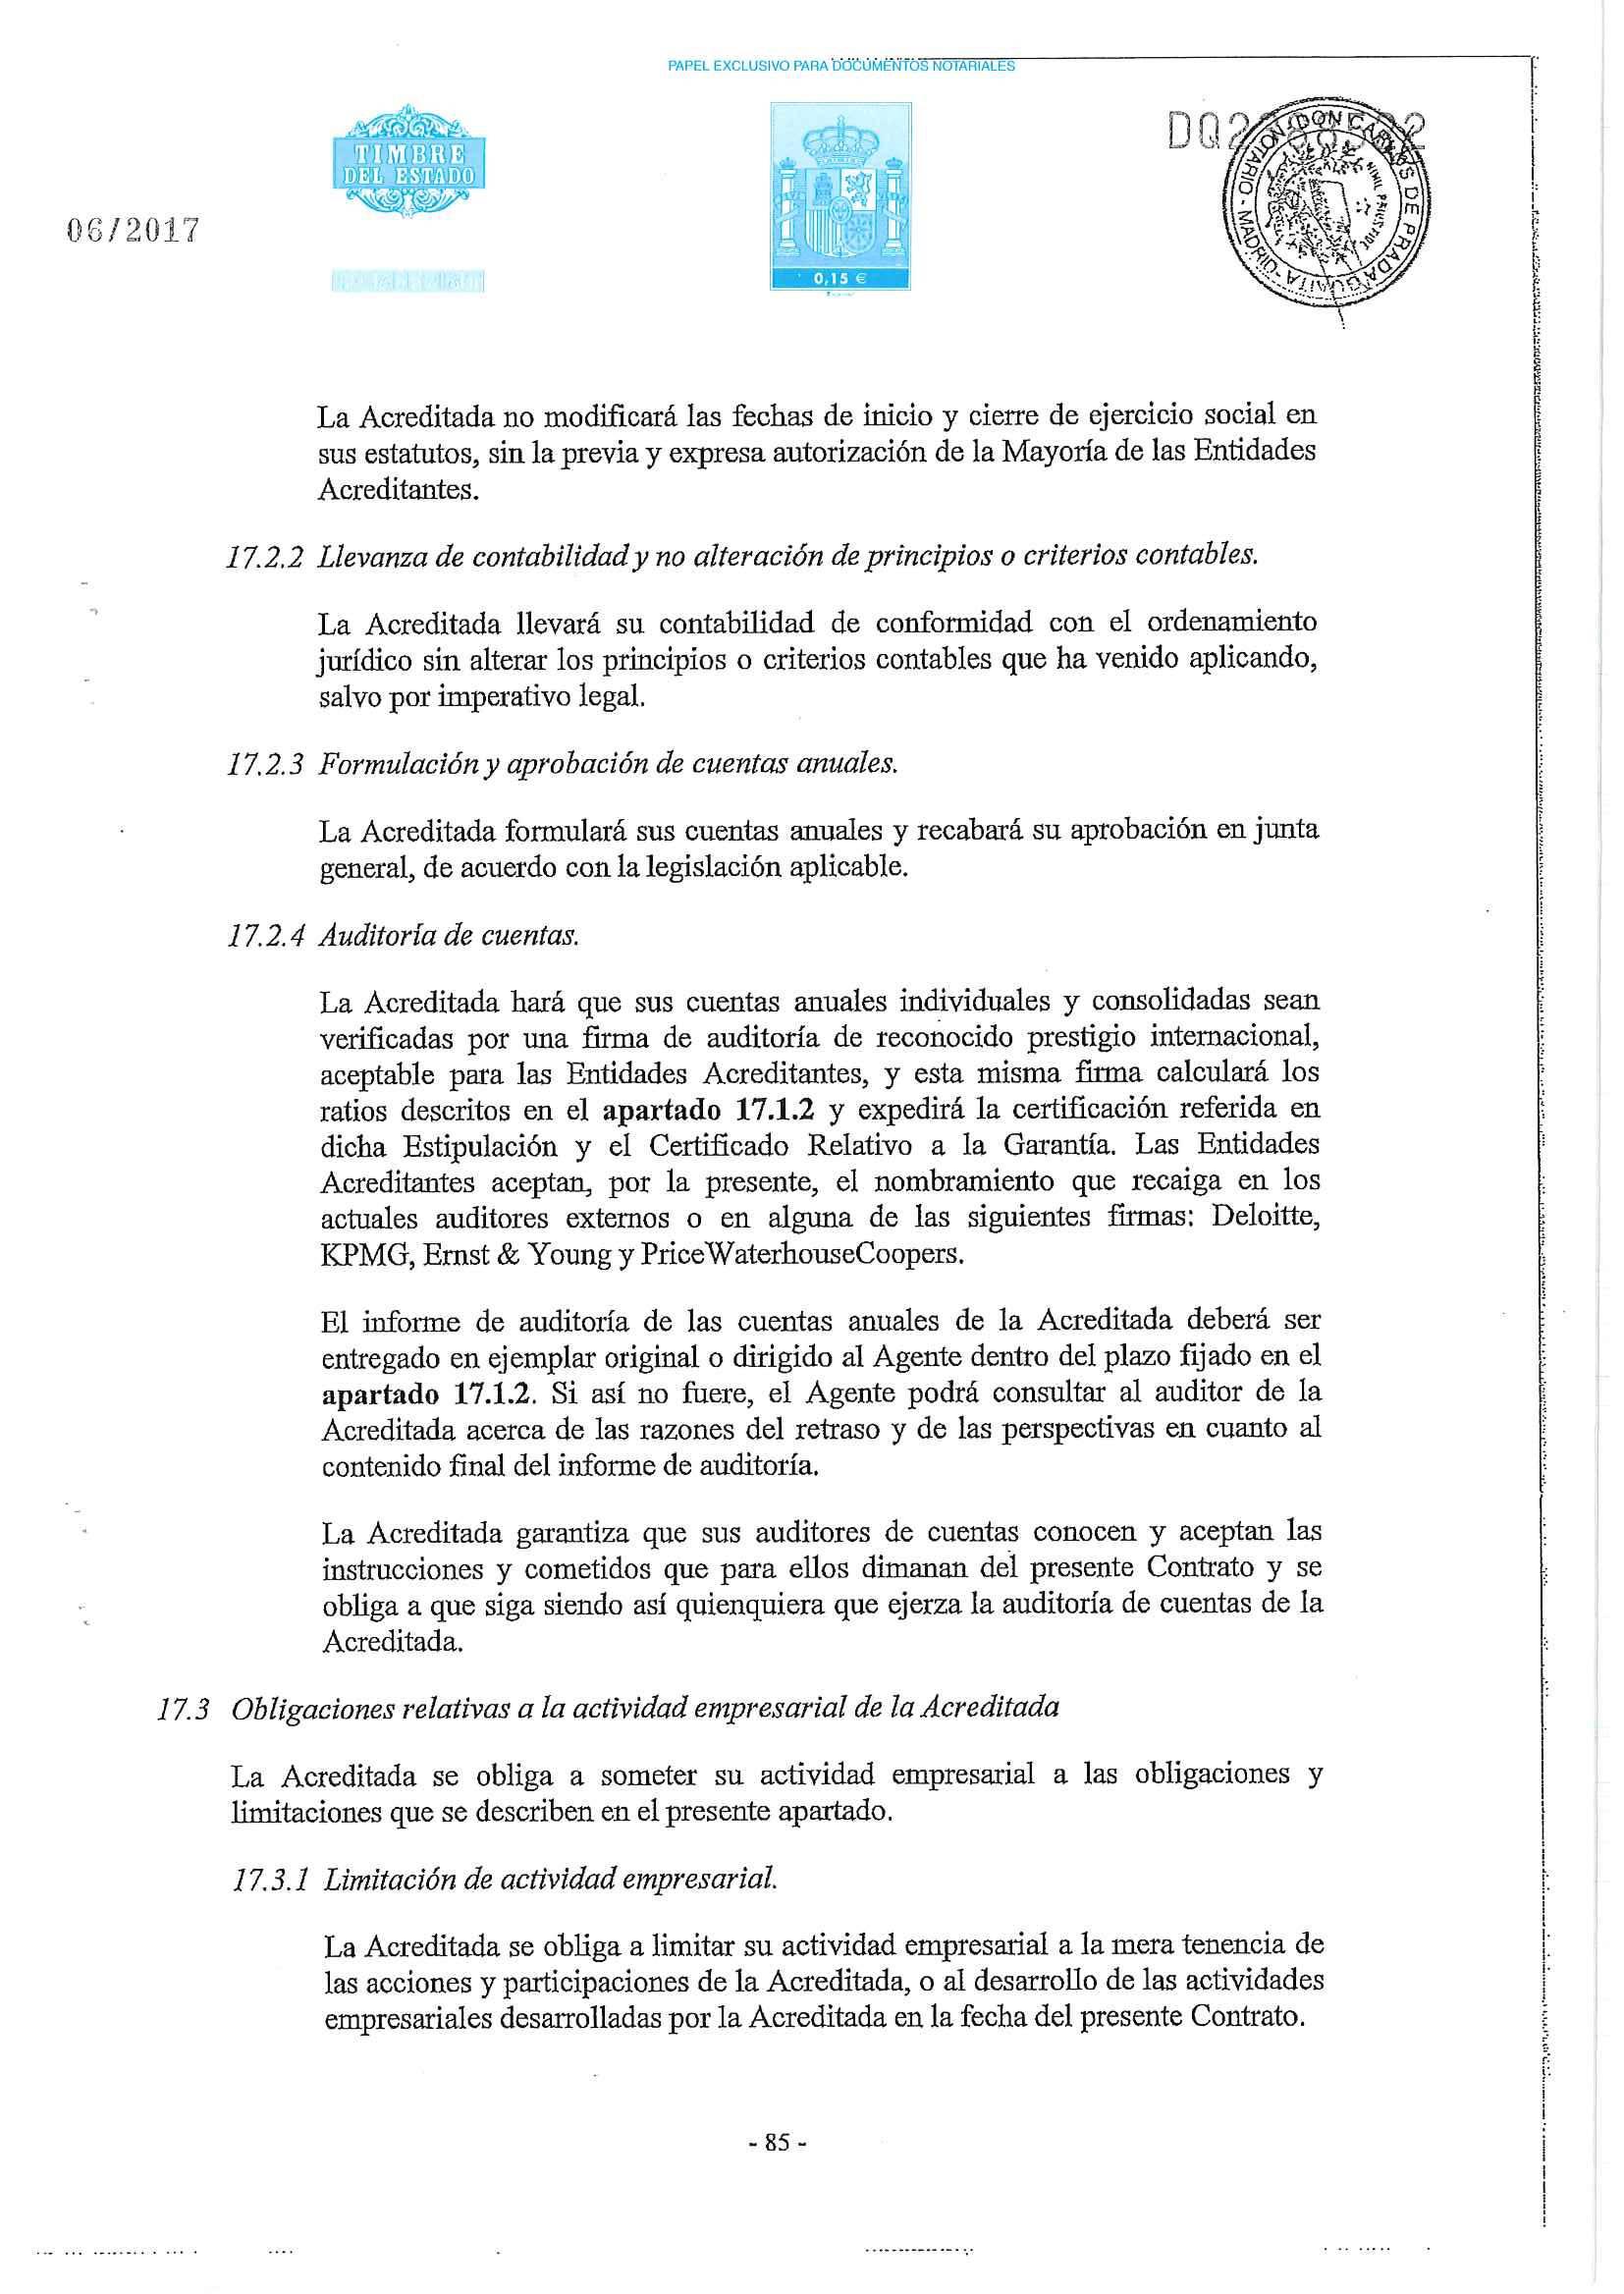 PAPEL EXCLUSIVO PARA DOCUMENTOS NOTARIALES
TIMBRE
DEL ESTADO
06/2017
0,15 €
NOTARIO - MADRID - DON CARLOS DE PRADA GUAITA
NIHIL PRIUS FIDE
La Acreditada no modificará las fechas de inicio y cierre de ejercicio social en
sus estatutos, sin la previa y expresa autorización de la Mayoría de las Entidades
Acreditantes.
17.2.2 Llevanza de contabilidad y no alteración de principios o criterios contables.
La Acreditada llevará su contabilidad de conformidad con el ordenamiento
jurídico sin alterar los principios o criterios contables que ha venido aplicando,
salvo por imperativo legal.
17.2.3 Formulación y aprobación de cuentas anuales.
La Acreditada formulará sus cuentas anuales y recabará su aprobación en junta
general, de acuerdo con la legislación aplicable.
17.2.4 Auditoría de cuentas.
La Acreditada hará que sus cuentas anuales individuales y consolidadas sean
verificadas por una firma de auditoría de reconocido prestigio internacional,
aceptable para las Entidades Acreditantes, y esta misma firma calculará los
ratios descritos en el apartado 17.1.2 y expedirá la certificación referida en
dicha Estipulación y el Certificado Relativo a la Garantía. Las Entidades
Acreditantes aceptan, por la presente, el nombramiento que recaiga en los
actuales auditores externos o en alguna de las siguientes firmas: Deloitte,
KPMG, Ernst & Young y PriceWaterhouseCoopers.
El informe de auditoría de las cuentas anuales de la Acreditada deberá ser
entregado en ejemplar original o dirigido al Agente dentro del plazo fijado en el
apartado 17.1.2. Si así no fuere, el Agente podrá consultar al auditor de la
Acreditada acerca de las razones del retraso y de las perspectivas en cuanto al
contenido final del informe de auditoría.
La Acreditada garantiza que sus auditores de cuentas conocen y aceptan las
instrucciones y cometidos que para ellos dimanan del presente Contrato y se
obliga a que siga siendo así quienquiera que ejerza la auditoría de cuentas de la
Acreditada.
17.3 Obligaciones relativas a la actividad empresarial de la Acreditada
La Acreditada se obliga a someter su actividad empresarial a las obligaciones y
limitaciones que se describen en el presente apartado.
17.3.1 Limitación de actividad empresarial.
La Acreditada se obliga a limitar su actividad empresarial a la mera tenencia de
las acciones y participaciones de la Acreditada, o al desarrollo de las actividades
empresariales desarrolladas por la Acreditada en la fecha del presente Contrato.
- 85 -